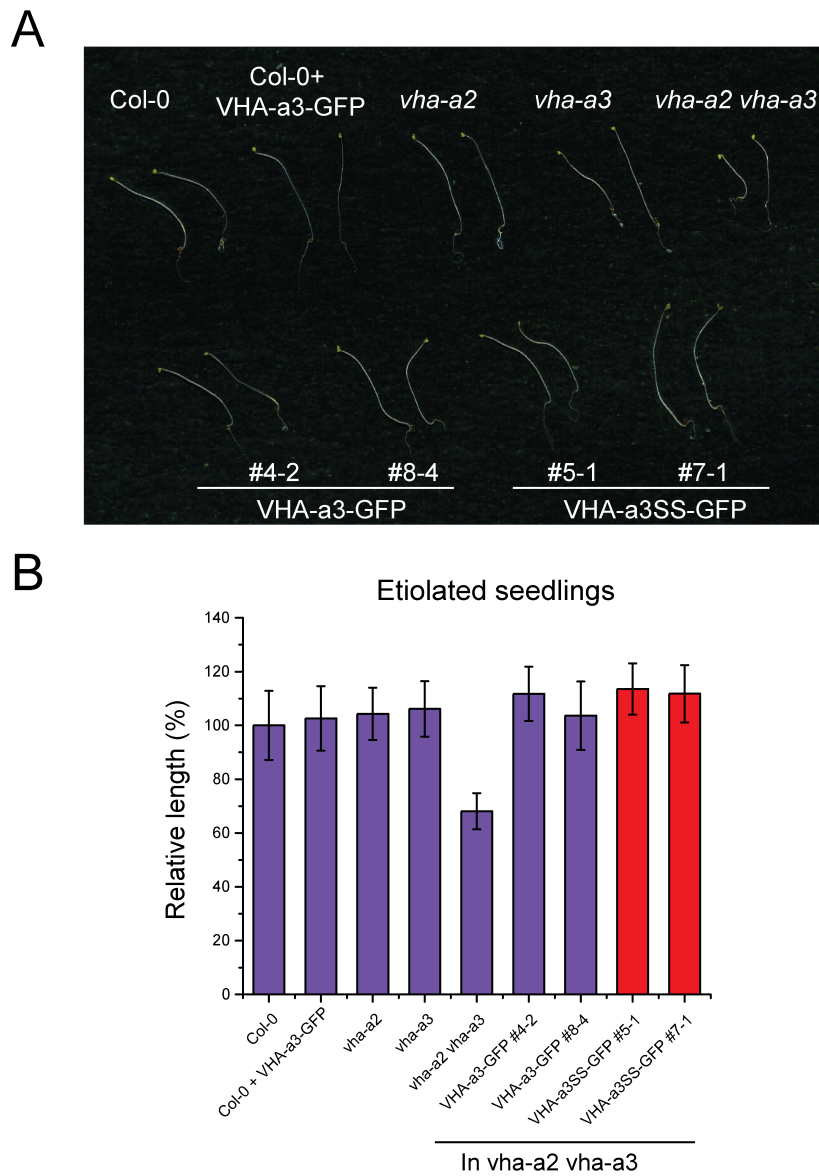 A
Col-0
Col-0+
VHA-a3-GFP
vha-a2
vha-a3
vha-a2 vha-a3
#4-2
#8-4
#5-1
#7-1
VHA-a3-GFP
VHA-a3SS-GFP
B
Etiolated seedlings
Relative length (%)
140
120
100
80
60
40
20
0
Col-0
Col-0 + VHA-a3-GFP
vha-a2
vha-a3
vha-a2 vha-a3
VHA-a3-GFP #4-2
VHA-a3-GFP #8-4
VHA-a3SS-GFP #5-1
VHA-a3SS-GFP #7-1
In vha-a2 vha-a3